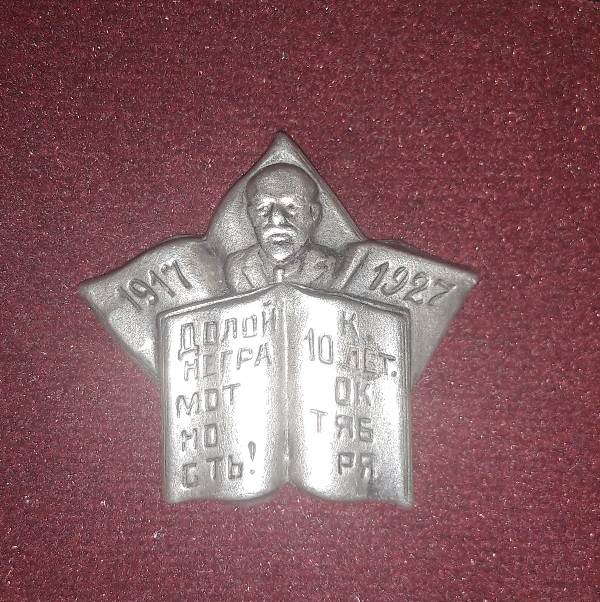 1917
1927
ДОЛОЙ
НЕГРА
МОТ
НО
СТЬ!
К
10 ЛЕТ.
ОК
ТЯБ
РЯ